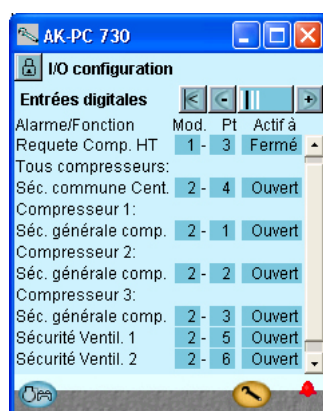 AK-PC 730
I/O configuration
Entrées digitales
Alarme/Fonction Mod. Pt Actif à
Requete Comp. HT 1 - 3 Fermé
Tous compresseurs:
Séc. commune Cent. 2 - 4 Ouvert
Compresseur 1:
Séc. générale comp. 2 - 1 Ouvert
Compresseur 2:
Séc. générale comp. 2 - 2 Ouvert
Compresseur 3:
Séc. générale comp. 2 - 3 Ouvert
Sécurité Ventil. 1 2 - 5 Ouvert
Sécurité Ventil. 2 2 - 6 Ouvert